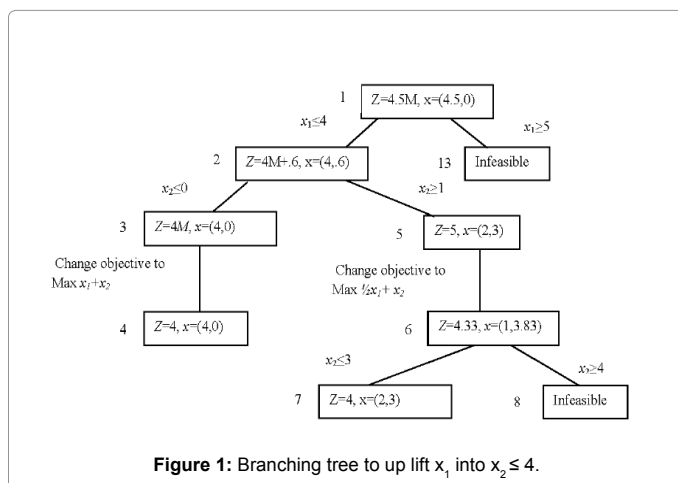 1
Z=4.5M, x=(4.5,0)
x₁≤4
x₁≥5
2
Z=4M+.6, x=(4,.6)
13
Infeasible
x₂≤0
x₂≥1
3
Z=4M, x=(4,0)
5
Z=5, x=(2,3)
Change objective to
Max x₁+x₂
Change objective to
Max ½x₁+ x₂
4
Z=4, x=(4,0)
6
Z=4.33, x=(1,3.83)
x₂≤3
x₂≥4
7
Z=4, x=(2,3)
8
Infeasible
Figure 1: Branching tree to up lift x₁ into x₂ ≤ 4.